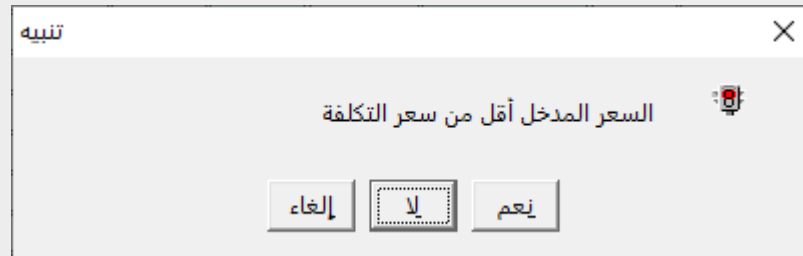 تنبيه
السعر المدخل أقل من سعر التكلفة
نعم
لا
إلغاء